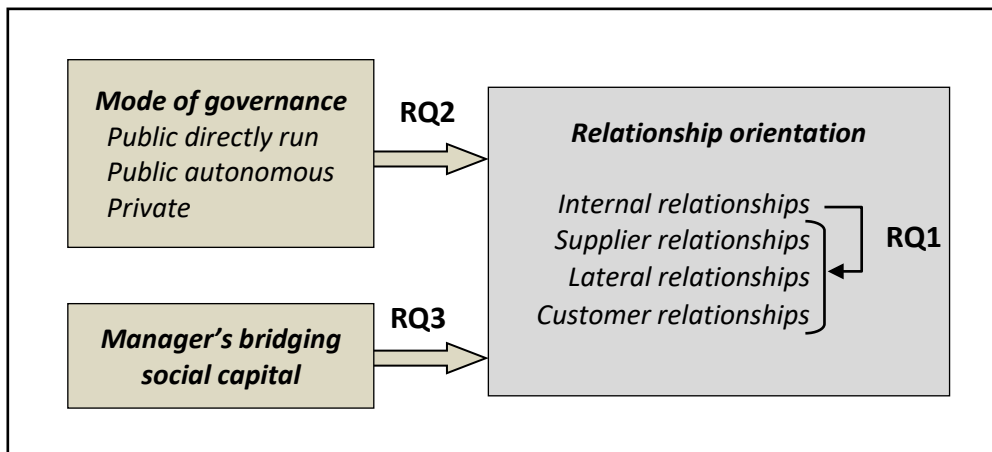 Mode of governance
Public directly run
Public autonomous
Private
RQ2
Relationship orientation
Internal relationships
Supplier relationships
Lateral relationships
Customer relationships
RQ1
Manager’s bridging
social capital
RQ3